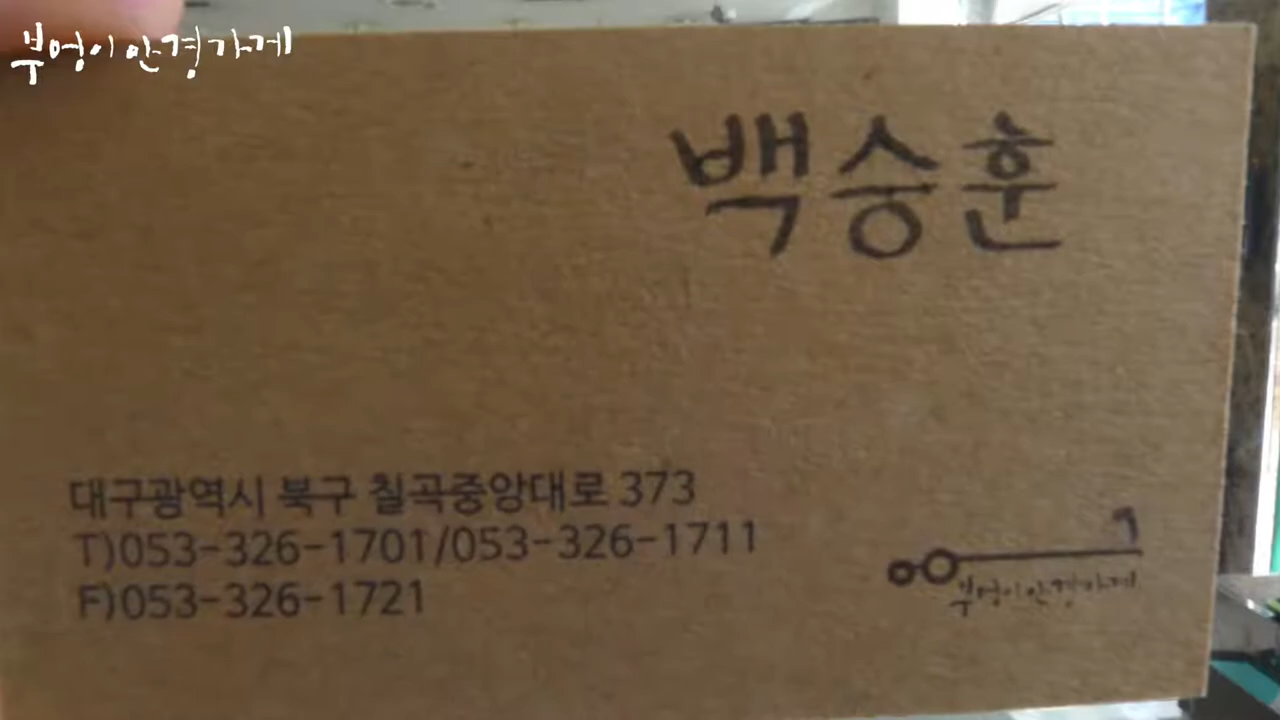 부엉이안경가게
백승훈
대구광역시 북구 칠곡중앙대로 373
T)053-326-1701/053-326-1711
F)053-326-1721
부엉이안경가게